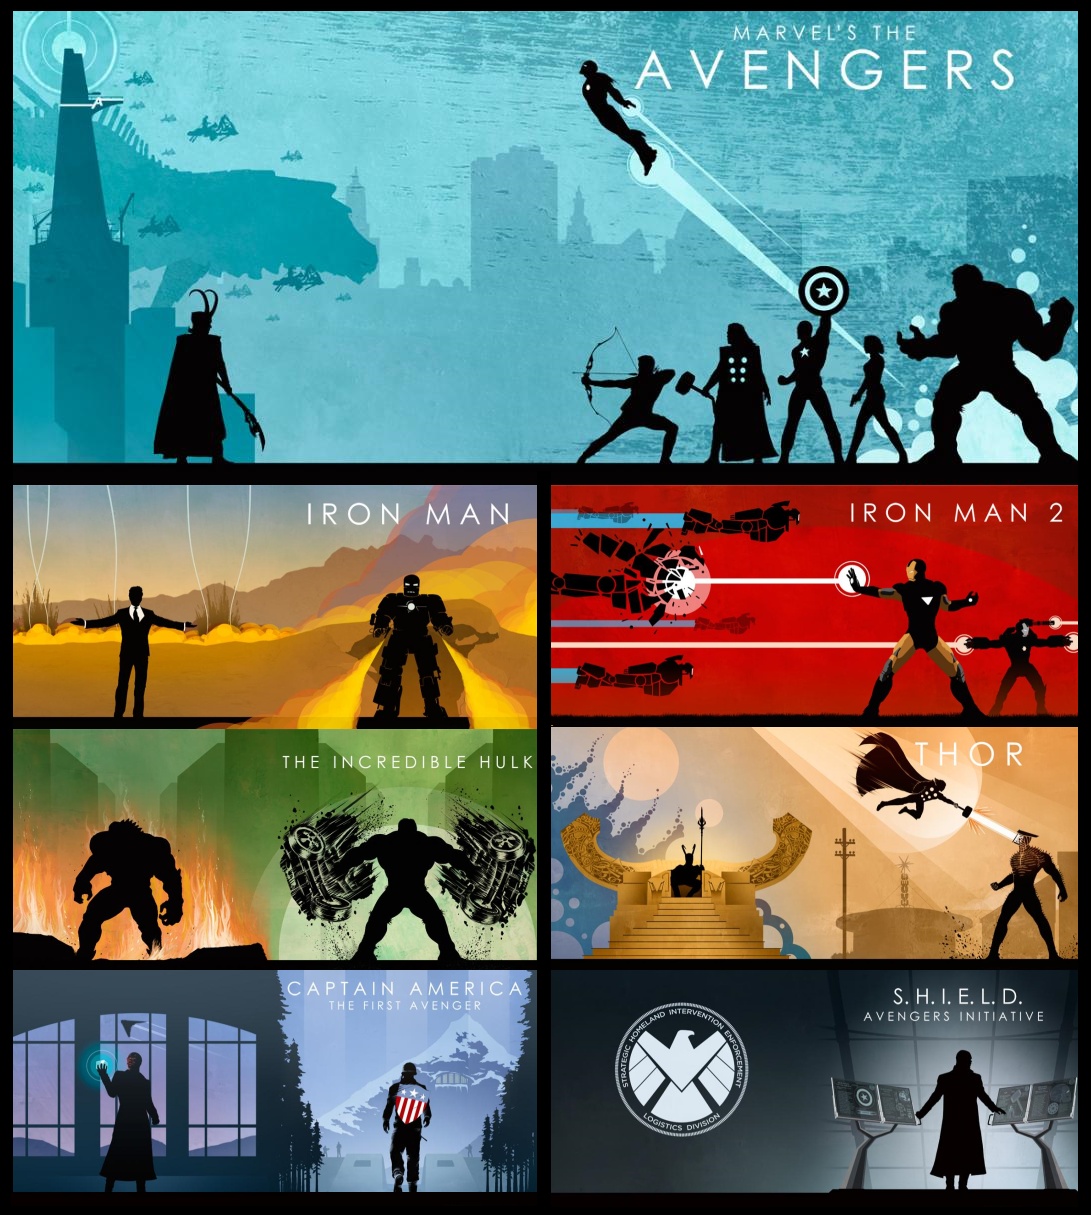 MARVEL'S THE
AVENGERS
A
IRON MAN
IRON MAN 2
THE INCREDIBLE HULK
THOR
CAPTAIN AMERICA
THE FIRST AVENGER
S.H.I.E.L.D.
AVENGERS INITIATIVE
STRATEGIC HOMELAND INTERVENTION ENFORCEMENT
LOGISTICS DIVISION